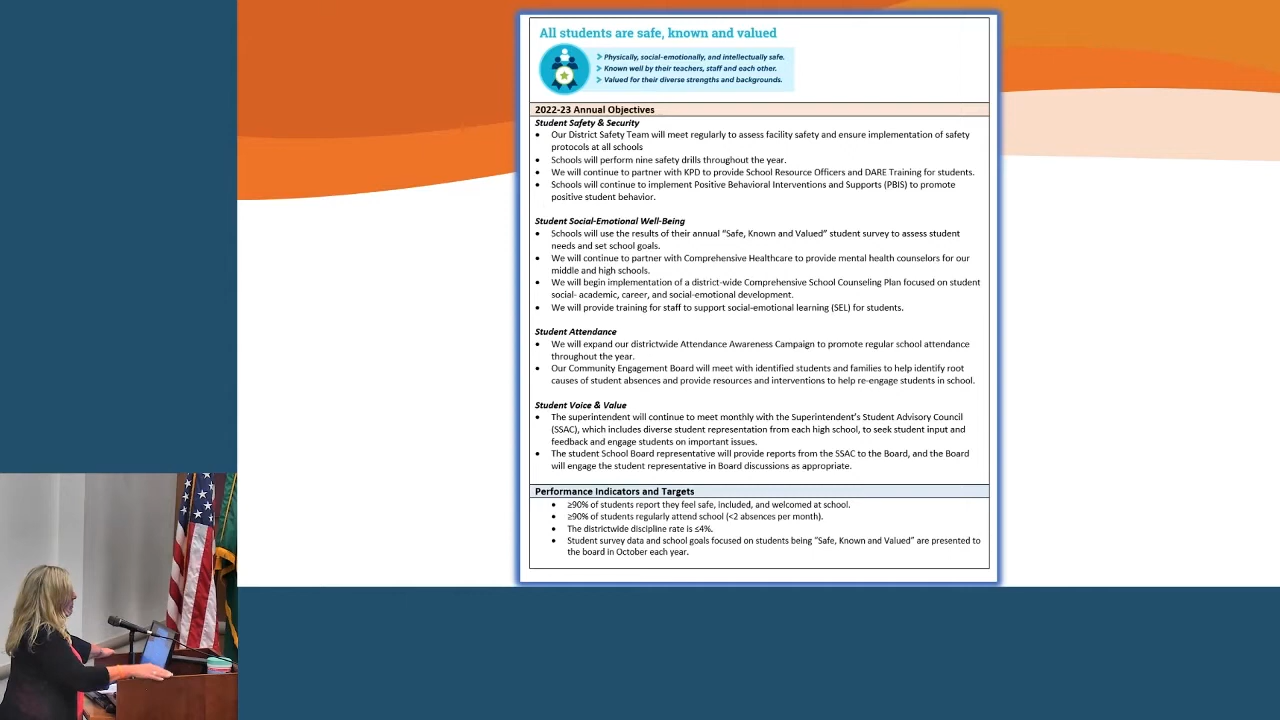 All students are safe, known and valued
Physically, social-emotionally, and intellectually safe.
Known well by their teachers, staff and each other.
Valued for their diverse strengths and backgrounds.
2022-23 Annual Objectives
Student Safety & Security
• Our District Safety Team will meet regularly to assess facility safety and ensure implementation of safety
protocols at all schools
• Schools will perform nine safety drills throughout the year.
• We will continue to partner with KPD to provide School Resource Officers and DARE Training for students.
• Schools will continue to implement Positive Behavioral Interventions and Supports (PBIS) to promote
positive student behavior.
Student Social-Emotional Well-Being
• Schools will use the results of their annual “Safe, Known and Valued” student survey to assess student
needs and set school goals.
• We will continue to partner with Comprehensive Healthcare to provide mental health counselors for our
middle and high schools.
• We will begin implementation of a district-wide Comprehensive School Counseling Plan focused on student
social- academic, career, and social-emotional development.
• We will provide training for staff to support social-emotional learning (SEL) for students.
Student Attendance
• We will expand our districtwide Attendance Awareness Campaign to promote regular school attendance
throughout the year.
• Our Community Engagement Board will meet with identified students and families to help identify root
causes of student absences and provide resources and interventions to help re-engage students in school.
Student Voice & Value
• The superintendent will continue to meet monthly with the Superintendent’s Student Advisory Council
(SSAC), which includes diverse student representation from each high school, to seek student input and
feedback and engage students on important issues.
• The student School Board representative will provide reports from the SSAC to the Board, and the Board
will engage the student representative in Board discussions as appropriate.
Performance Indicators and Targets
• ≥90% of students report they feel safe, included, and welcomed at school.
• ≥90% of students regularly attend school (<2 absences per month).
• The districtwide discipline rate is ≤4%.
• Student survey data and school goals focused on students being “Safe, Known and Valued” are presented to
the board in October each year.